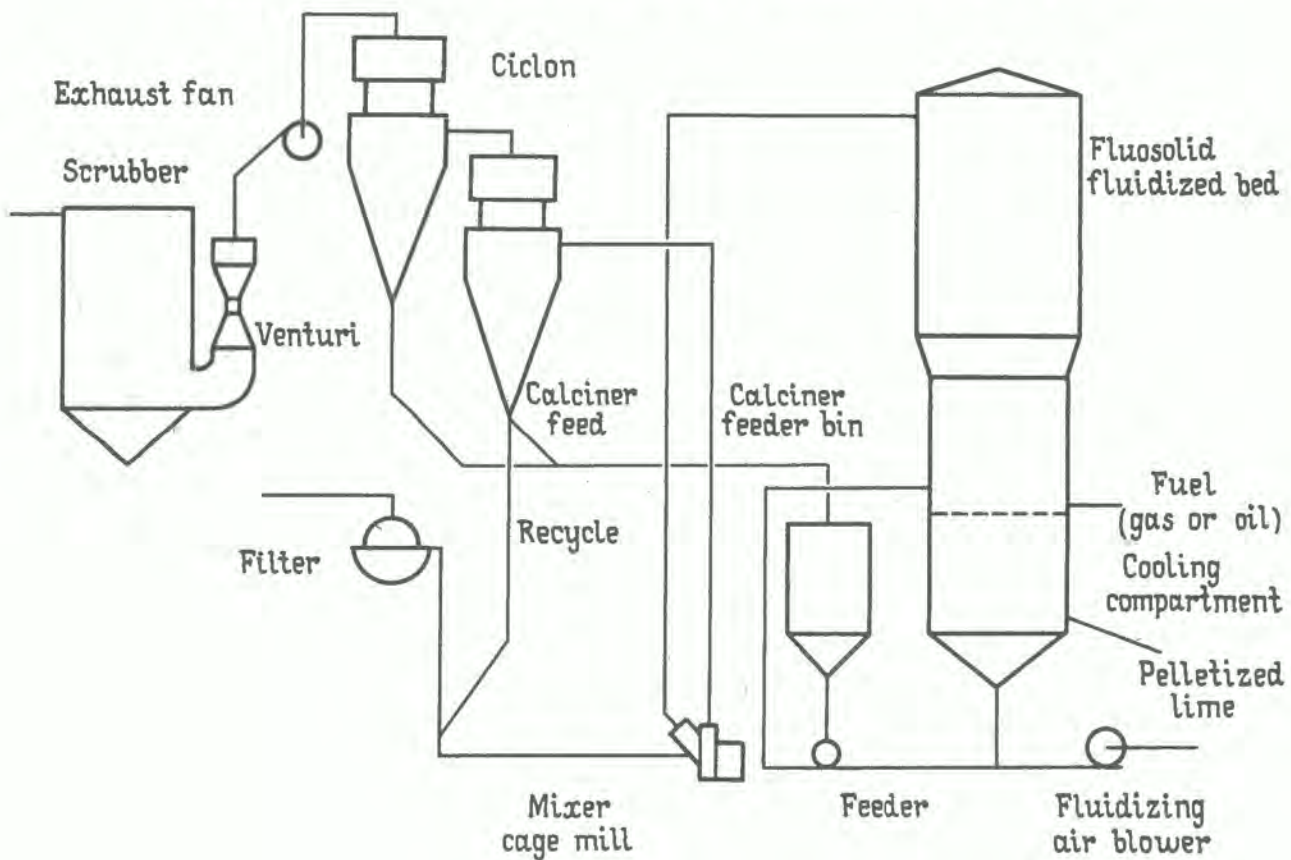 Ciclon
Exhaust fan
Scrubber
Fluosolid
fluidized bed
Venturi
Calciner
feed
Calciner
feeder bin
Fuel
(gas or oil)
Recycle
Filter
Cooling
compartment
Pelletized
lime
Mixer
cage mill
Feeder
Fluidizing
air blower